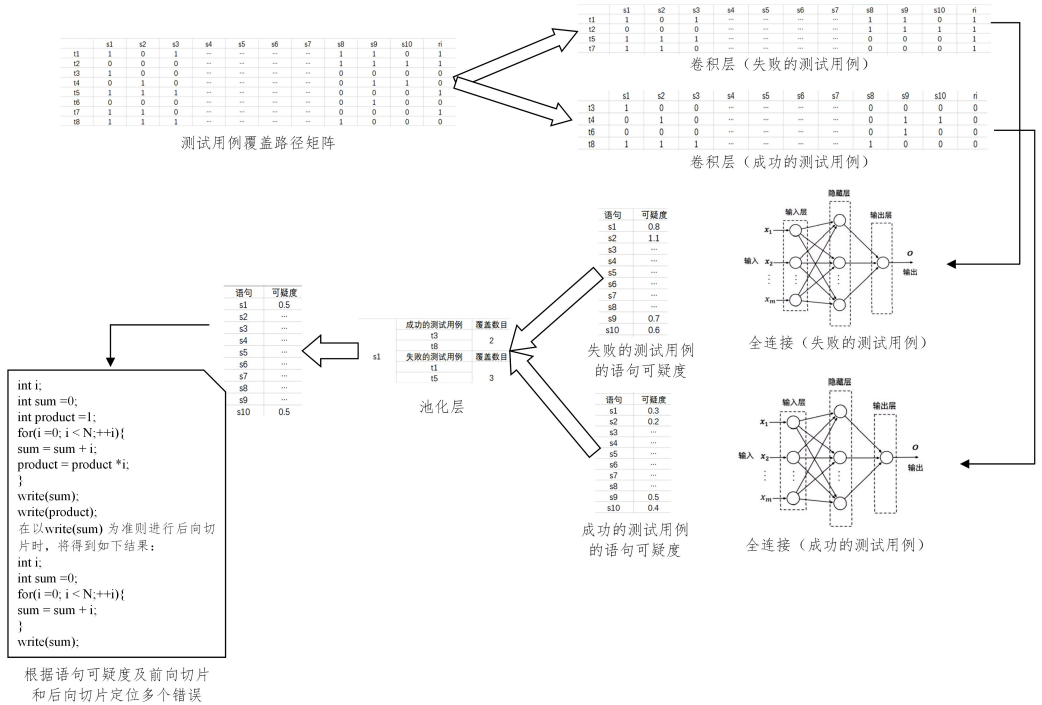 s1 s2 s3 s4 s5 s6 s7 s8 s9 s10 ri
t1 1 0 1 ... ... ... ... 1 1 0 1
t2 0 0 0 ... ... ... ... 1 1 1 1
t3 1 0 0 ... ... ... ... 0 0 0 0
t4 0 1 0 ... ... ... ... 0 1 1 0
t5 1 1 1 ... ... ... ... 0 0 0 1
t6 0 0 0 ... ... ... ... 0 1 0 0
t7 1 1 0 ... ... ... ... 0 0 0 1
t8 1 1 1 ... ... ... ... 1 0 0 0
测试用例覆盖路径矩阵
s1 s2 s3 s4 s5 s6 s7 s8 s9 s10 ri
t1 1 0 1 ... ... ... ... 1 1 0 1
t2 0 0 0 ... ... ... ... 1 1 1 1
t5 1 1 1 ... ... ... ... 0 0 0 1
t7 1 1 0 ... ... ... ... 0 0 0 1
卷积层（失败的测试用例）
s1 s2 s3 s4 s5 s6 s7 s8 s9 s10 ri
t3 1 0 0 ... ... ... ... 0 0 0 0
t4 0 1 0 ... ... ... ... 0 1 1 0
t6 0 0 0 ... ... ... ... 0 1 0 0
t8 1 1 1 ... ... ... ... 1 0 0 0
卷积层（成功的测试用例）
隐藏层
输入层
输出层
x1
输入 x2
xm
O
输出
全连接（失败的测试用例）
隐藏层
输入层
输出层
x1
输入 x2
xm
O
输出
全连接（成功的测试用例）
语句 可疑度
s1 0.8
s2 1.1
s3 ...
s4 ...
s5 ...
s6 ...
s7 ...
s8 ...
s9 0.7
s10 0.6
失败的测试用例
的语句可疑度
语句 可疑度
s1 0.3
s2 0.2
s3 ...
s4 ...
s5 ...
s6 ...
s7 ...
s8 ...
s9 0.5
s10 0.4
成功的测试用例
的语句可疑度
成功的测试用例 覆盖数目
t3
2
t8
s1 失败的测试用例 覆盖数目
t1
t5 3
池化层
语句 可疑度
s1 0.5
s2 ...
s3 ...
s4 ...
s5 ...
s6 ...
s7 ...
s8 ...
s9 ...
s10 0.5
int i;
int sum =0;
int product =1;
for(i =0; i < N;++i){
sum = sum + i;
product = product *i;
}
write(sum);
write(product);
在以write(sum) 为准则进行后向切
片时，将得到如下结果：
int i;
int sum =0;
for(i =0; i < N;++i){
sum = sum + i;
}
write(sum);
根据语句可疑度及前向切片
和后向切片定位多个错误